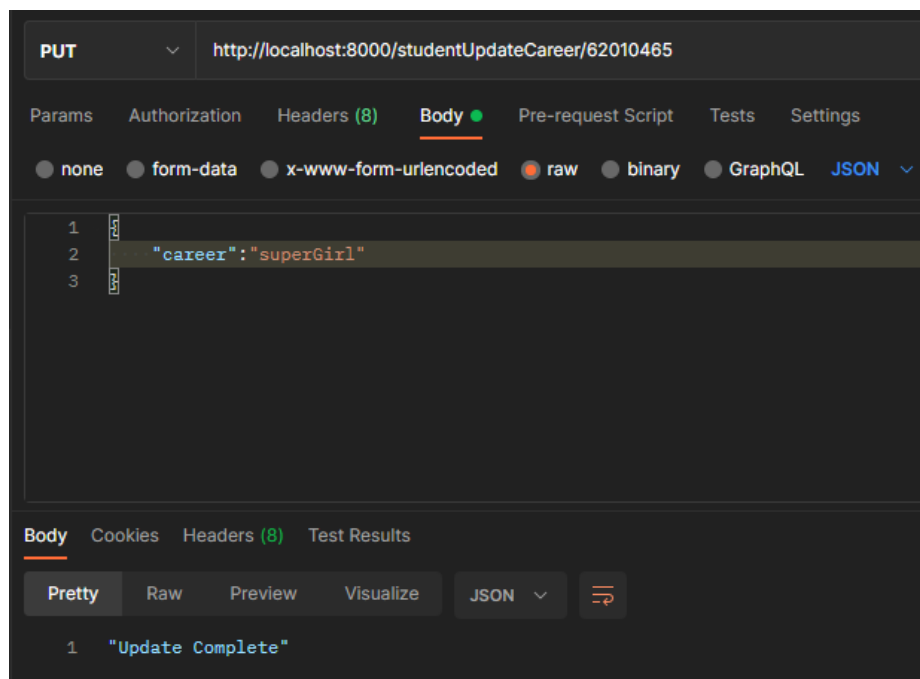 PUT http://localhost:8000/studentUpdateCareer/62010465
Params Authorization Headers (8) Body Pre-request Script Tests Settings
none form-data x-www-form-urlencoded raw binary GraphQL JSON
1 {
2 "career":"superGirl"
3 }
Body Cookies Headers (8) Test Results
Pretty Raw Preview Visualize JSON
1 "Update Complete"